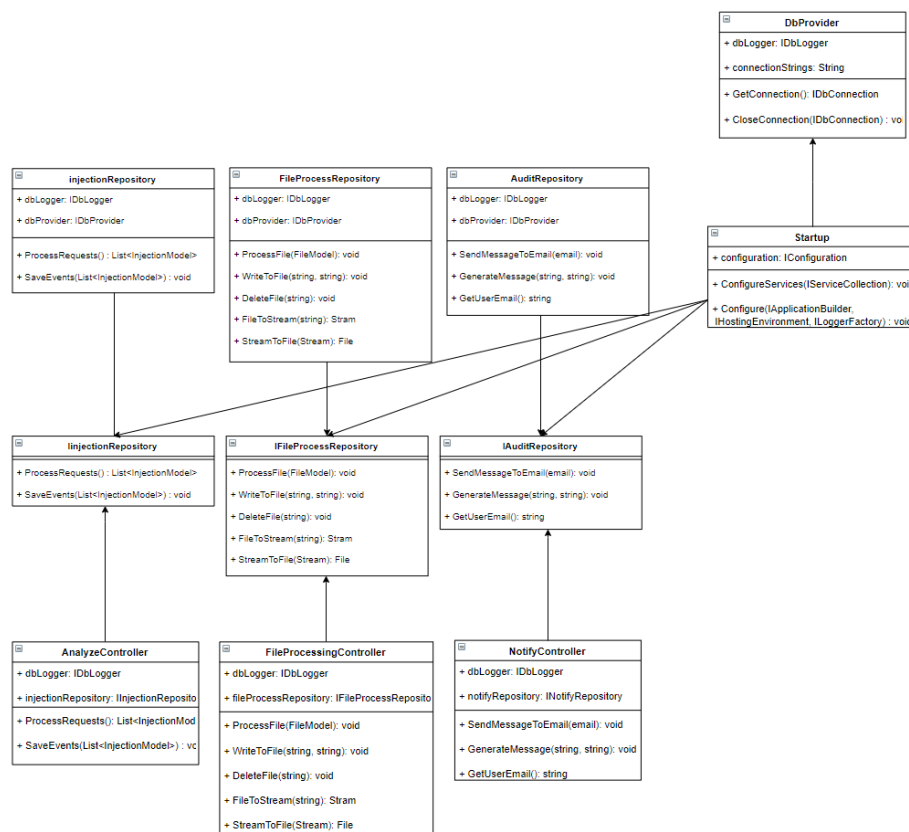 DbProvider
+ dbLogger: IDbLogger
+ connectionStrings: String
+ GetConnection(): IDbConnection
+ CloseConnection(IDbConnection) : voi
injectionRepository
+ dbLogger: IDbLogger
+ dbProvider: IDbProvider
+ ProcessRequests() : List<InjectionModel>
+ SaveEvents(List<InjectionModel>) : void
FileProcessRepository
+ dbLogger: IDbLogger
+ dbProvider: IDbProvider
+ ProcessFile(FileModel): void
+ WriteToFile(string, string): void
+ DeleteFile(string): void
+ FileToStream(string): Stram
+ StreamToFile(Stream): File
AuditRepository
+ dbLogger: IDbLogger
+ dbProvider: IDbProvider
+ SendMessageToEmail(email): void
+ GenerateMessage(string, string): void
+ GetUserEmail(): string
Startup
+ configuration: IConfiguration
+ ConfigureServices(IServiceCollection): voi
+ Configure(IApplicationBuilder,
IHostingEnvironment, ILoggerFactory) : void
IinjectionRepository
+ ProcessRequests() : List<InjectionModel>
+ SaveEvents(List<InjectionModel>) : void
IFileProcessRepository
+ ProcessFile(FileModel): void
+ WriteToFile(string, string): void
+ DeleteFile(string): void
+ FileToStream(string): Stram
+ StreamToFile(Stream): File
IAuditRepository
+ SendMessageToEmail(email): void
+ GenerateMessage(string, string): void
+ GetUserEmail(): string
AnalyzeController
+ dbLogger: IDbLogger
+ injectionRepository: IInjectionReposito
+ ProcessRequests(): List<InjectionMod
+ SaveEvents(List<InjectionModel>) : vo
FileProcessingController
+ dbLogger: IDbLogger
+ fileProcessRepository: IFileProcessReposito
+ ProcessFile(FileModel): void
+ WriteToFile(string, string): void
+ DeleteFile(string): void
+ FileToStream(string): Stram
+ StreamToFile(Stream): File
NotifyController
+ dbLogger: IDbLogger
+ notifyRepository: INotifyRepository
+ SendMessageToEmail(email): void
+ GenerateMessage(string, string): void
+ GetUserEmail(): string